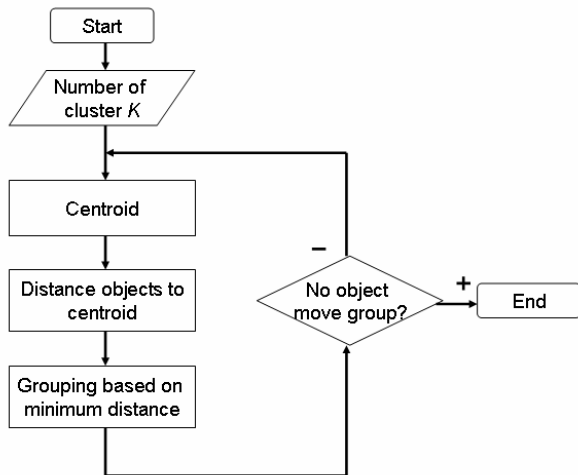 Start
Number of
cluster K
Centroid
Distance objects to
centroid
Grouping based on
minimum distance
–
No object
move group?
+
End